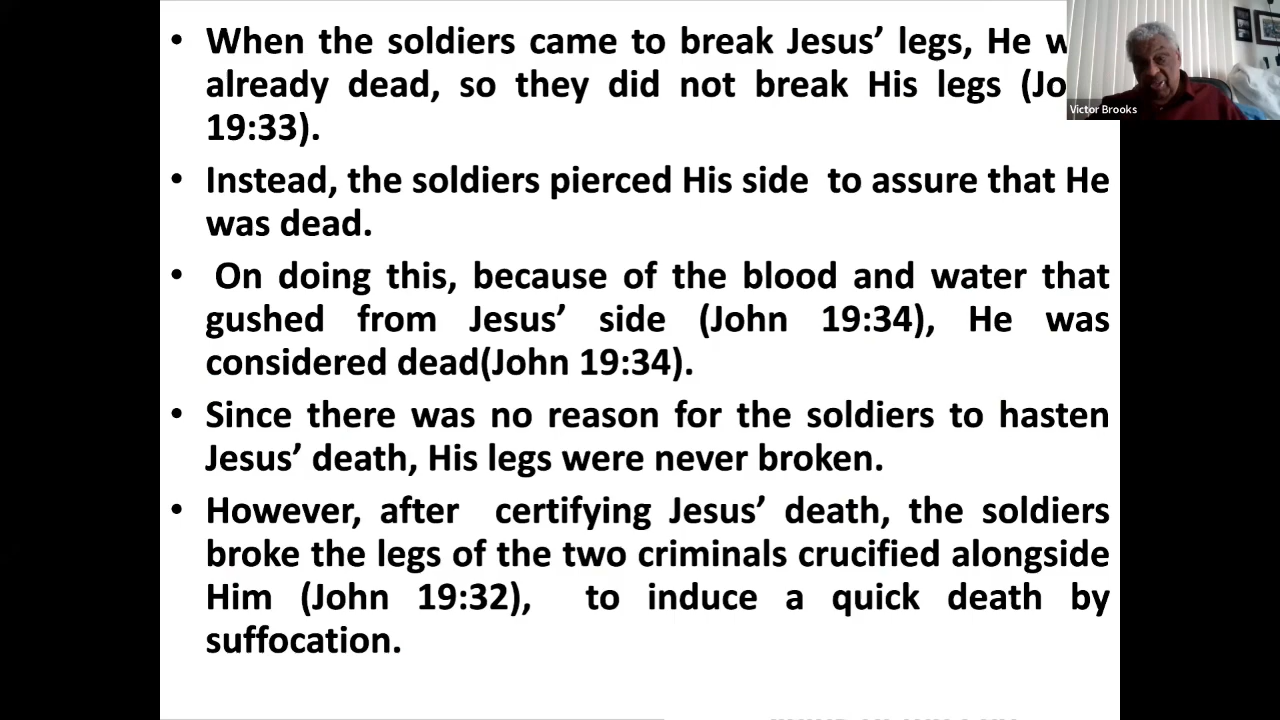 • When the soldiers came to break Jesus’ legs, He
already dead, so they did not break His legs
19:33).
• Instead, the soldiers pierced His side to assure that He
was dead.
• On doing this, because of the blood and water that
gushed from Jesus’ side (John 19:34), He was
considered dead(John 19:34).
• Since there was no reason for the soldiers to hasten
Jesus’ death, His legs were never broken.
• However, after certifying Jesus’ death, the soldiers
broke the legs of the two criminals crucified alongside
Him (John 19:32), to induce a quick death by
suffocation.
Victor Brooks